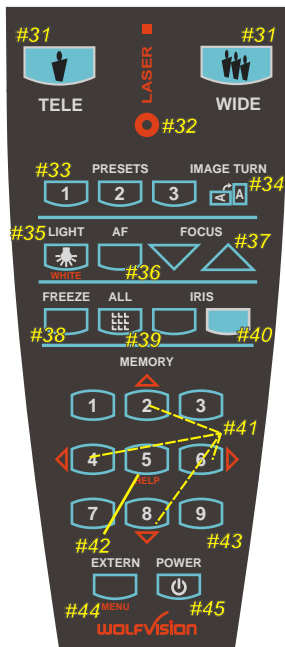 #31 #31
LASER
TELE WIDE
#32
#33 PRESETS IMAGE TURN
1 2 3 A A #34
#35 LIGHT AF FOCUS
#37
WHITE #36
FREEZE ALL IRIS
#38 #39 #40
MEMORY
1 2 3
#41
4 5 6
HELP
7 8 9
#42 #43
EXTERN POWER
#44 MENU #45
WOLFVISION